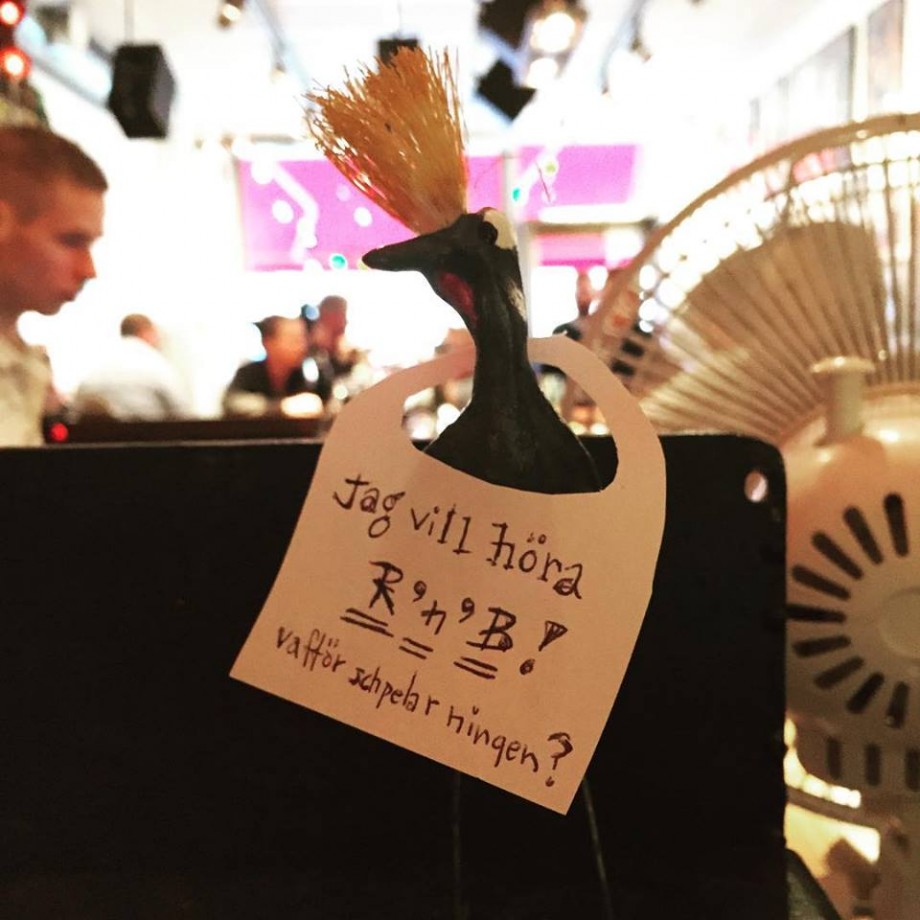 Jag vill höra
R'n'B!
vafför schpelar ningen?